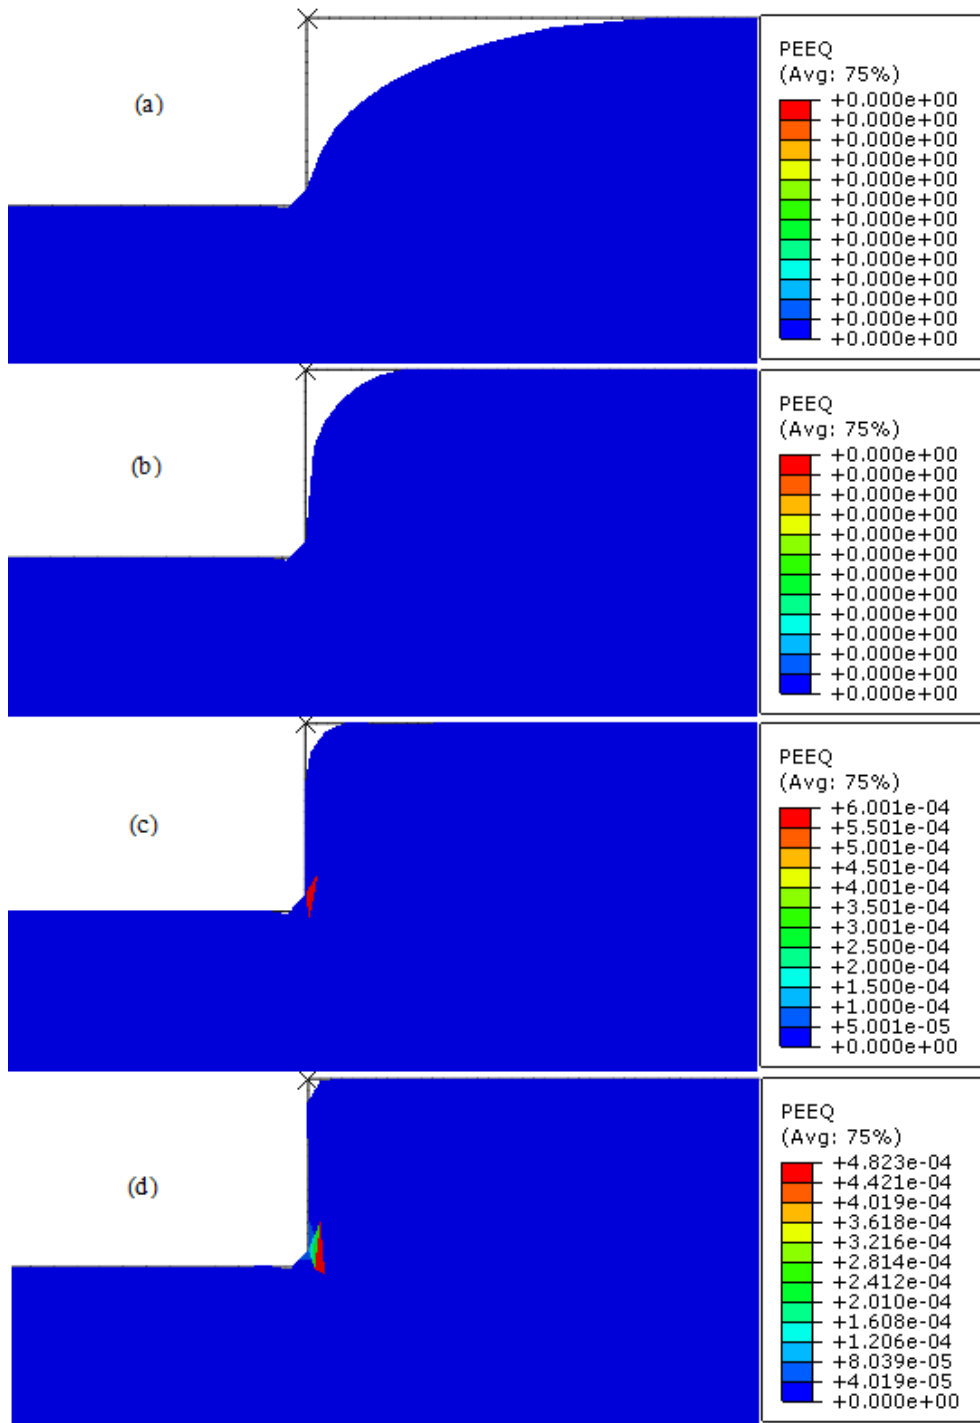 (a)
PEEQ
(Avg: 75%)
+0.000e+00
+0.000e+00
+0.000e+00
+0.000e+00
+0.000e+00
+0.000e+00
+0.000e+00
+0.000e+00
+0.000e+00
+0.000e+00
+0.000e+00
+0.000e+00
+0.000e+00
(b)
PEEQ
(Avg: 75%)
+0.000e+00
+0.000e+00
+0.000e+00
+0.000e+00
+0.000e+00
+0.000e+00
+0.000e+00
+0.000e+00
+0.000e+00
+0.000e+00
+0.000e+00
+0.000e+00
+0.000e+00
(c)
PEEQ
(Avg: 75%)
+6.001e-04
+5.501e-04
+5.001e-04
+4.501e-04
+4.001e-04
+3.501e-04
+3.001e-04
+2.500e-04
+2.000e-04
+1.500e-04
+1.000e-04
+5.001e-05
+0.000e+00
(d)
PEEQ
(Avg: 75%)
+4.823e-04
+4.421e-04
+4.019e-04
+3.618e-04
+3.216e-04
+2.814e-04
+2.412e-04
+2.010e-04
+1.608e-04
+1.206e-04
+8.039e-05
+4.019e-05
+0.000e+00